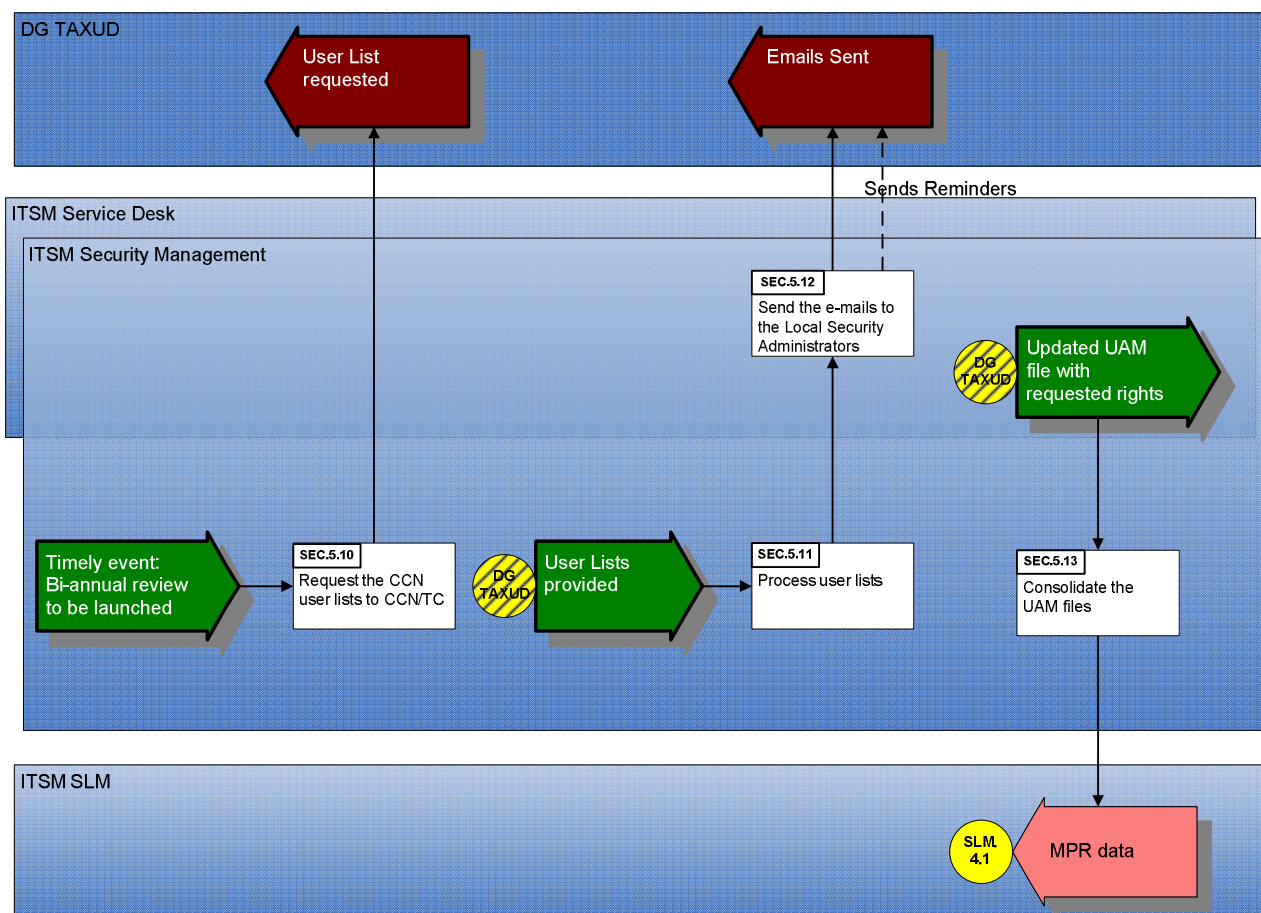 DG TAXUD
User List
requested
Emails Sent
Sends Reminders
ITSM Service Desk
ITSM Security Management
SEC.5.12
Send the e-mails to
the Local Security
Administrators
DG
TAXUD
Updated UAM
file with
requested rights
Timely event:
Bi-annual review
to be launched
SEC.5.10
Request the CCN
user lists to CCN/TC
DG
TAXUD
User Lists
provided
SEC.5.11
Process user lists
SEC.5.13
Consolidate the
UAM files
ITSM SLM
SLM.
4.1
MPR data